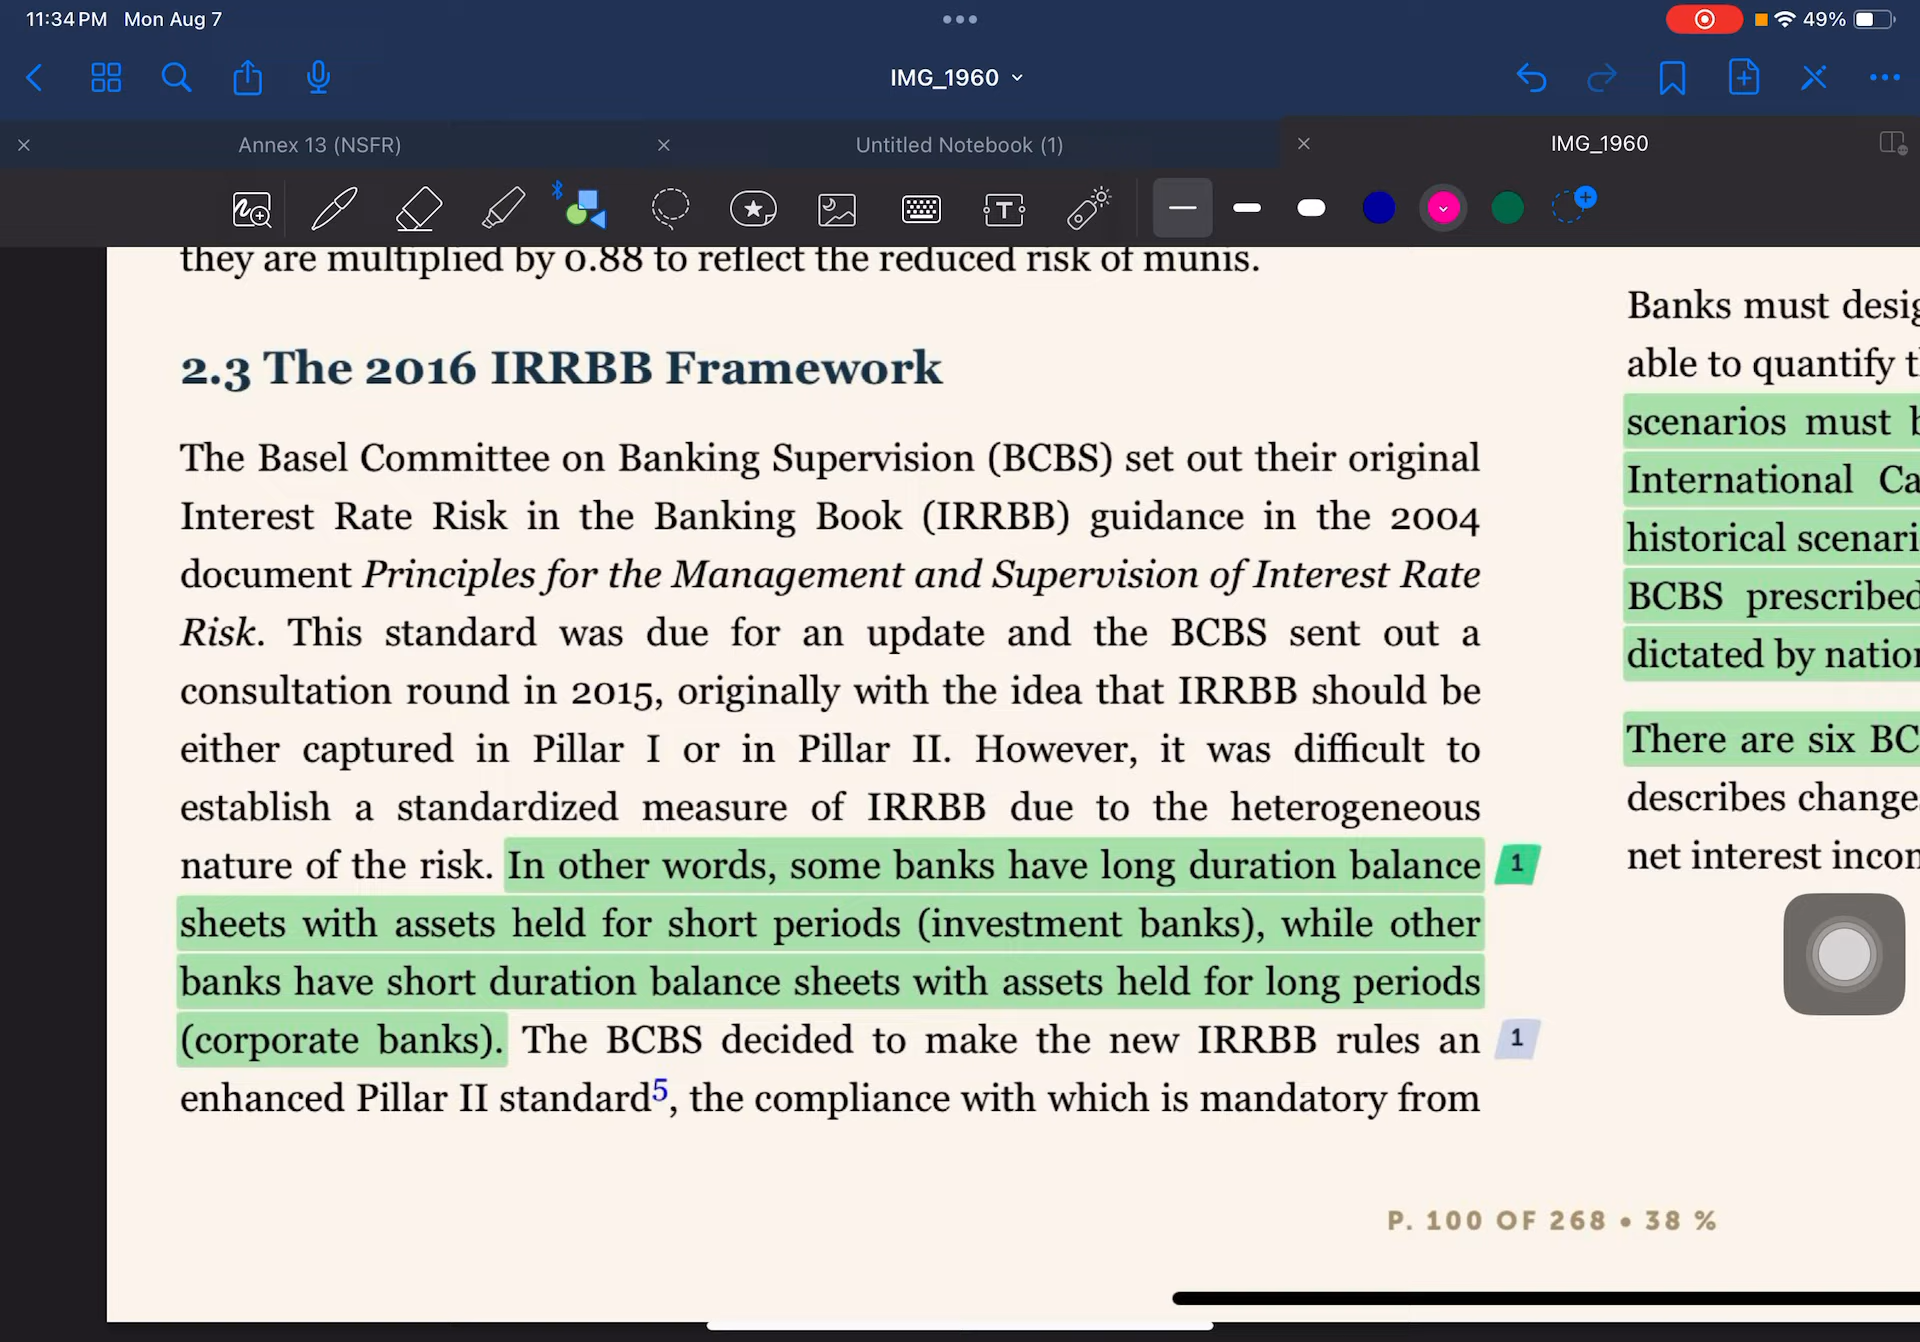 11:34 PM Mon Aug 7
49%
IMG_1960
Annex 13 (NSFR)
Untitled Notebook (1)
IMG_1960
they are multiplied by 0.88 to reflect the reduced risk of munis.
2.3 The 2016 IRRBB Framework
The Basel Committee on Banking Supervision (BCBS) set out their original
Interest Rate Risk in the Banking Book (IRRBB) guidance in the 2004
document Principles for the Management and Supervision of Interest Rate
Risk. This standard was due for an update and the BCBS sent out a
consultation round in 2015, originally with the idea that IRRBB should be
either captured in Pillar I or in Pillar II. However, it was difficult to
establish a standardized measure of IRRBB due to the heterogeneous
nature of the risk. In other words, some banks have long duration balance 1
sheets with assets held for short periods (investment banks), while other
banks have short duration balance sheets with assets held for long periods
(corporate banks). The BCBS decided to make the new IRRBB rules an 1
enhanced Pillar II standard5, the compliance with which is mandatory from
Banks must desig
able to quantify t
scenarios must b
International Ca
historical scenari
BCBS prescribed
dictated by nation
There are six BC
describes change
net interest incom
P. 100 OF 268 • 38 %